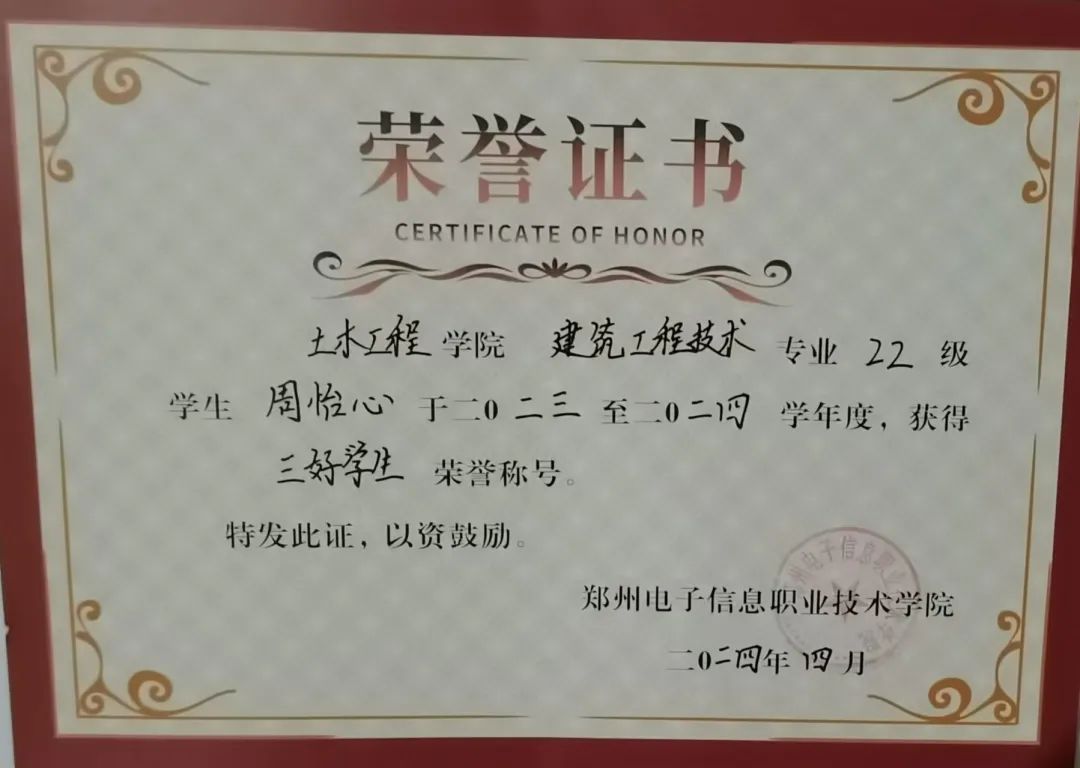 荣誉证书
CERTIFICATE OF HONOR
土木工程 学院 建筑工程技术 专业 22 级
学生 周怡心 于二0二三 至二0二四 学年度，获得
三好学生 荣誉称号。
特发此证，以资鼓励。
郑州电子信息职业技术学院
二0二四年 四月